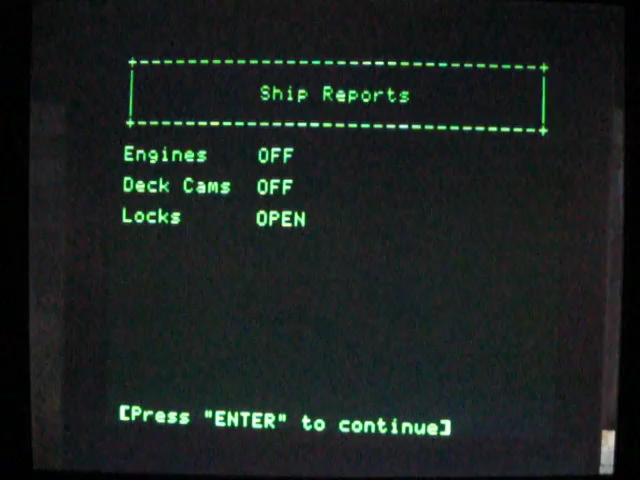 Ship Reports
Engines OFF
Deck Cams OFF
Locks OPEN
[Press "ENTER" to continue]